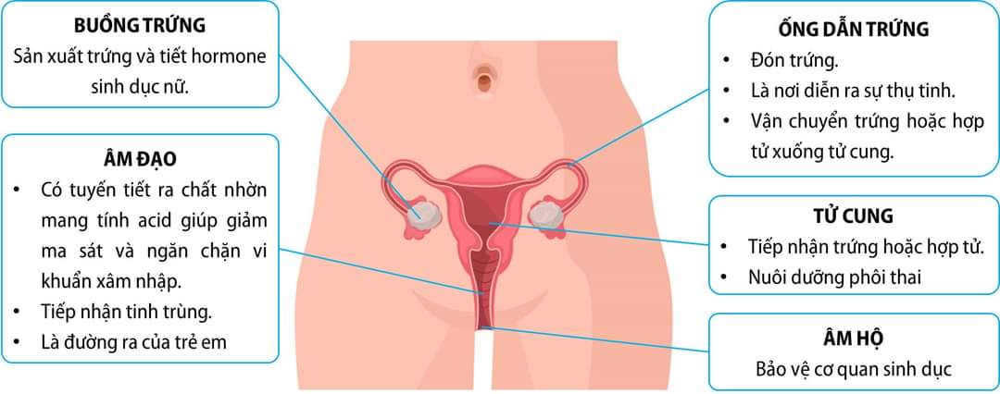 BUỒNG TRỨNG
Sản xuất trứng và tiết hormone
sinh dục nữ.
ÂM ĐẠO
• Có tuyến tiết ra chất nhờn
mang tính acid giúp giảm
ma sát và ngăn chặn vi
khuẩn xâm nhập.
• Tiếp nhận tinh trùng.
• Là đường ra của trẻ em
ỐNG DẪN TRỨNG
• Đón trứng.
• Là nơi diễn ra sự thụ tinh.
• Vận chuyển trứng hoặc hợp
tử xuống tử cung.
TỬ CUNG
• Tiếp nhận trứng hoặc hợp tử.
• Nuôi dưỡng phôi thai
ÂM HỘ
Bảo vệ cơ quan sinh dục